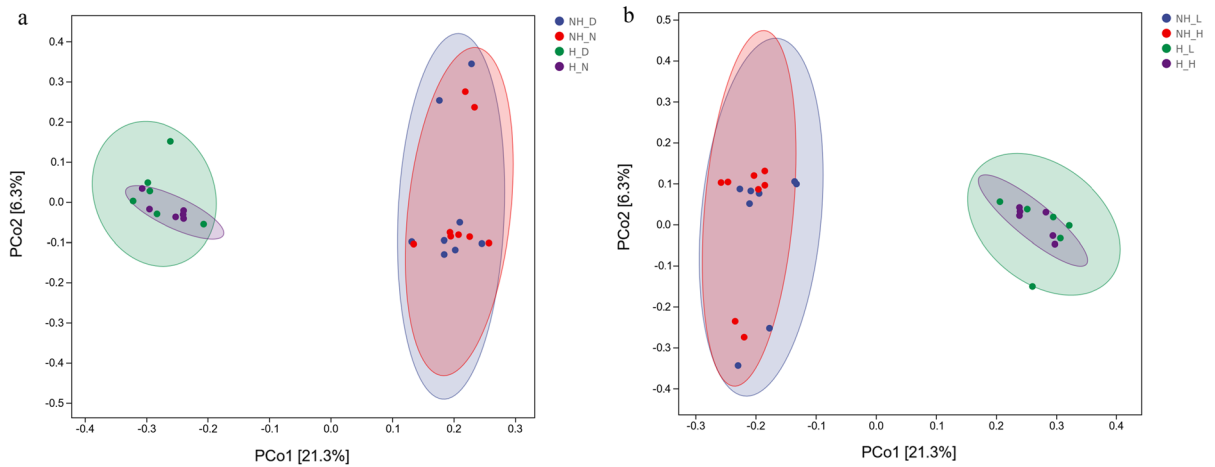 a
NH_D
NH_N
H_D
H_N
0.4
0.3
0.2
0.1
0.0
-0.1
-0.2
-0.3
-0.4
-0.5
PCo2 [6.3%]
-0.4 -0.3 -0.2 -0.1 0.0 0.1 0.2 0.3
PCo1 [21.3%]
b
NH_L
NH_H
H_L
H_H
0.5
0.4
0.3
0.2
0.1
0.0
-0.1
-0.2
-0.3
-0.4
PCo2 [6.3%]
-0.3 -0.2 -0.1 0.0 0.1 0.2 0.3 0.4
PCo1 [21.3%]